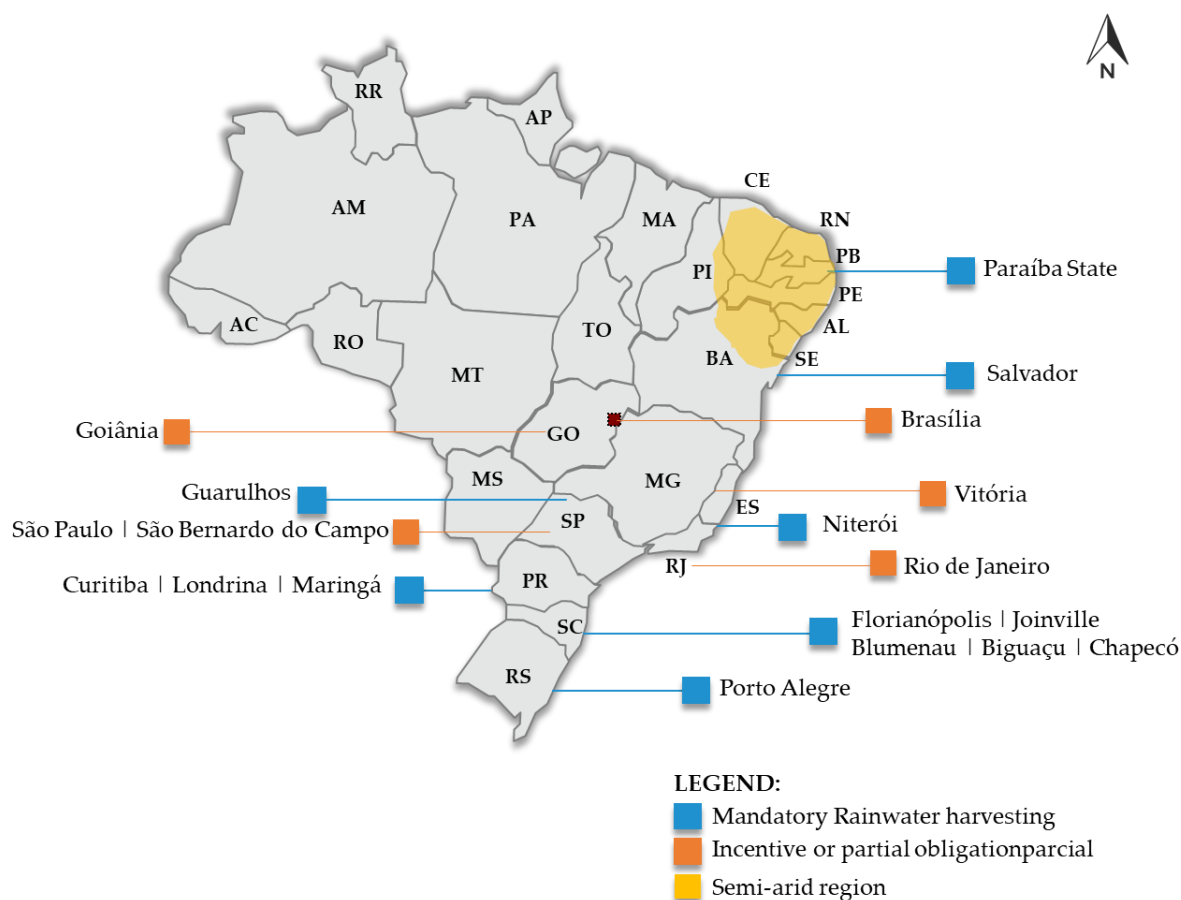 N
RR
AP
CE
AM
PA
MA
RN
PI
PB
Paraíba State
PE
AC
RO
TO
AL
BA
SE
MT
Salvador
Goiânia
GO
Brasília
MS
MG
Guarulhos
ES
Vitória
SP
São Paulo | São Bernardo do Campo
Niterói
RJ
Rio de Janeiro
PR
Curitiba | Londrina | Maringá
SC
Florianópolis | Joinville
Blumenau | Biguaçu | Chapecó
RS
Porto Alegre
LEGEND:
Mandatory Rainwater harvesting
Incentive or partial obligationparcial
Semi-arid region